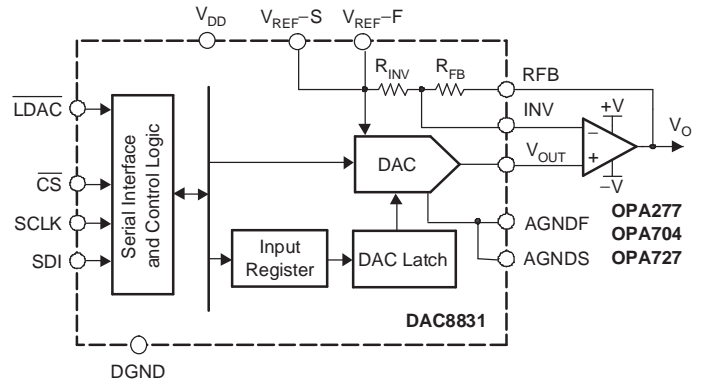 V_DD
V_REF−S
V_REF−F
R_INV
R_FB
RFB
LDAC
INV
+V
V_O
−
+
−V
DAC
V_OUT
CS
Serial Interface
and Control Logic
SCLK
SDI
Input
Register
DAC Latch
AGNDF
AGNDS
OPA277
OPA704
OPA727
DAC8831
DGND